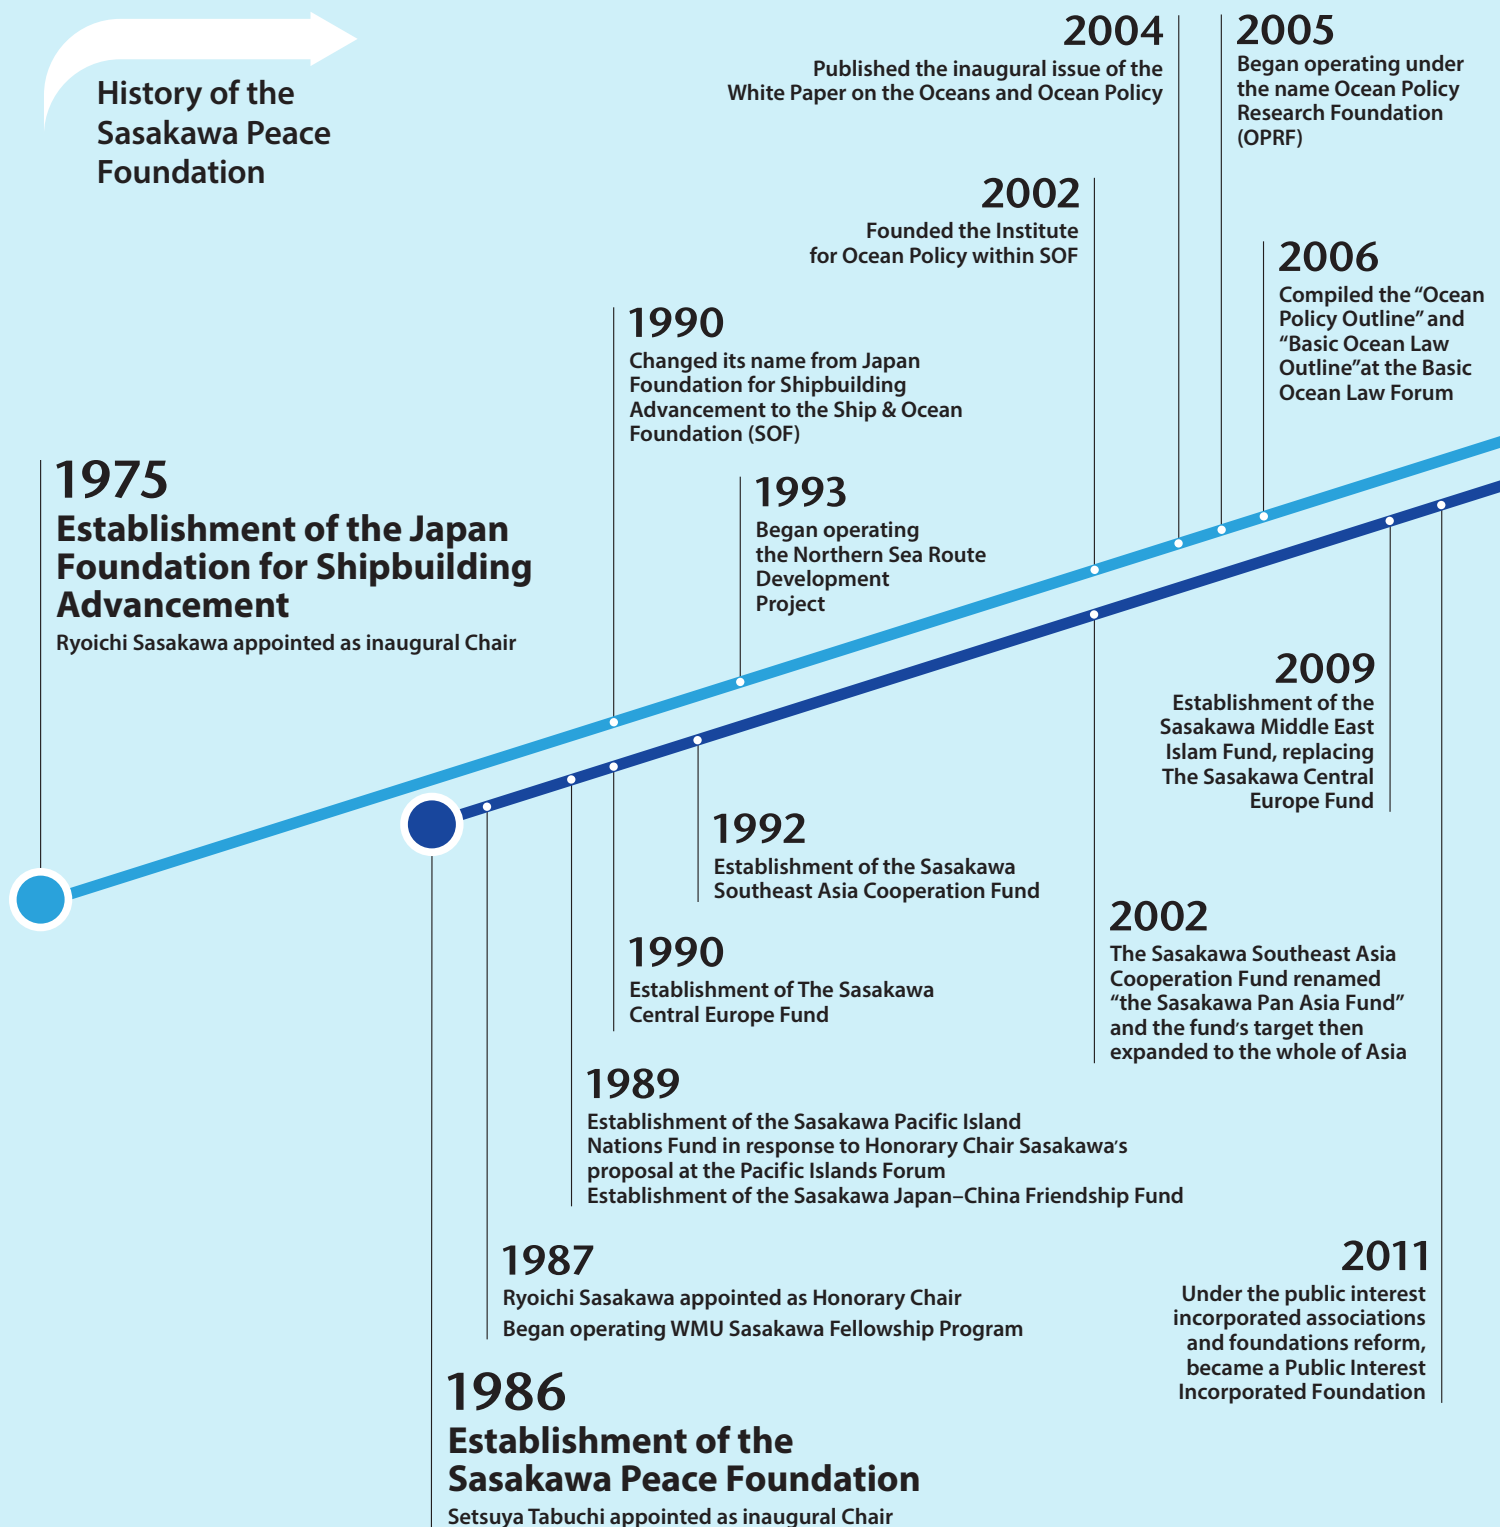 History of the
Sasakawa Peace
Foundation
1975
Establishment of the Japan
Foundation for Shipbuilding
Advancement
Ryoichi Sasakawa appointed as inaugural Chair
1990
Changed its name from Japan
Foundation for Shipbuilding
Advancement to the Ship & Ocean
Foundation (SOF)
1993
Began operating
the Northern Sea Route
Development
Project
2002
Founded the Institute
for Ocean Policy within SOF
2004
Published the inaugural issue of the
White Paper on the Oceans and Ocean Policy
2005
Began operating under
the name Ocean Policy
Research Foundation
(OPRF)
2006
Compiled the “Ocean
Policy Outline” and
“Basic Ocean Law
Outline”at the Basic
Ocean Law Forum
1986
Establishment of the
Sasakawa Peace Foundation
Setsuya Tabuchi appointed as inaugural Chair
1987
Ryoichi Sasakawa appointed as Honorary Chair
Began operating WMU Sasakawa Fellowship Program
1989
Establishment of the Sasakawa Pacific Island
Nations Fund in response to Honorary Chair Sasakawa's
proposal at the Pacific Islands Forum
Establishment of the Sasakawa Japan–China Friendship Fund
1990
Establishment of The Sasakawa
Central Europe Fund
1992
Establishment of the Sasakawa
Southeast Asia Cooperation Fund
2002
The Sasakawa Southeast Asia
Cooperation Fund renamed
“the Sasakawa Pan Asia Fund”
and the fund's target then
expanded to the whole of Asia
2009
Establishment of the
Sasakawa Middle East
Islam Fund, replacing
The Sasakawa Central
Europe Fund
2011
Under the public interest
incorporated associations
and foundations reform,
became a Public Interest
Incorporated Foundation